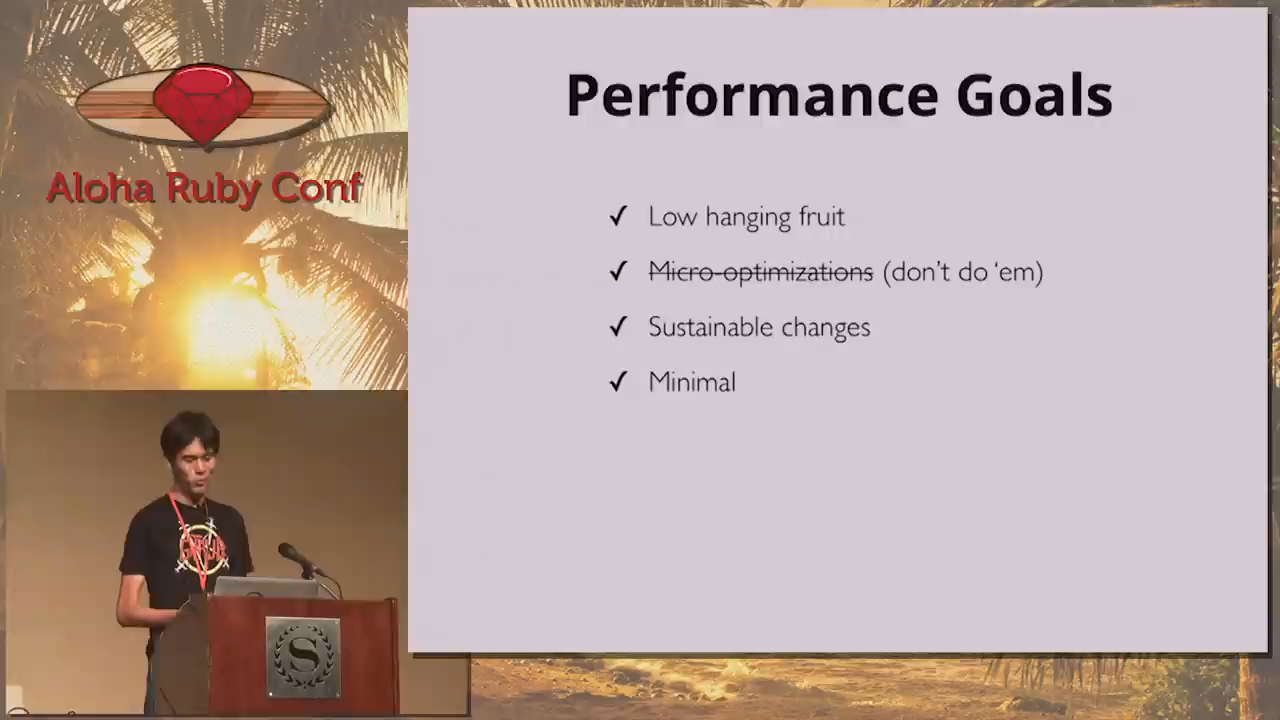 Aloha Ruby Conf
Performance Goals
✓ Low hanging fruit
✓ Micro-optimizations (don't do 'em)
✓ Sustainable changes
✓ Minimal
S